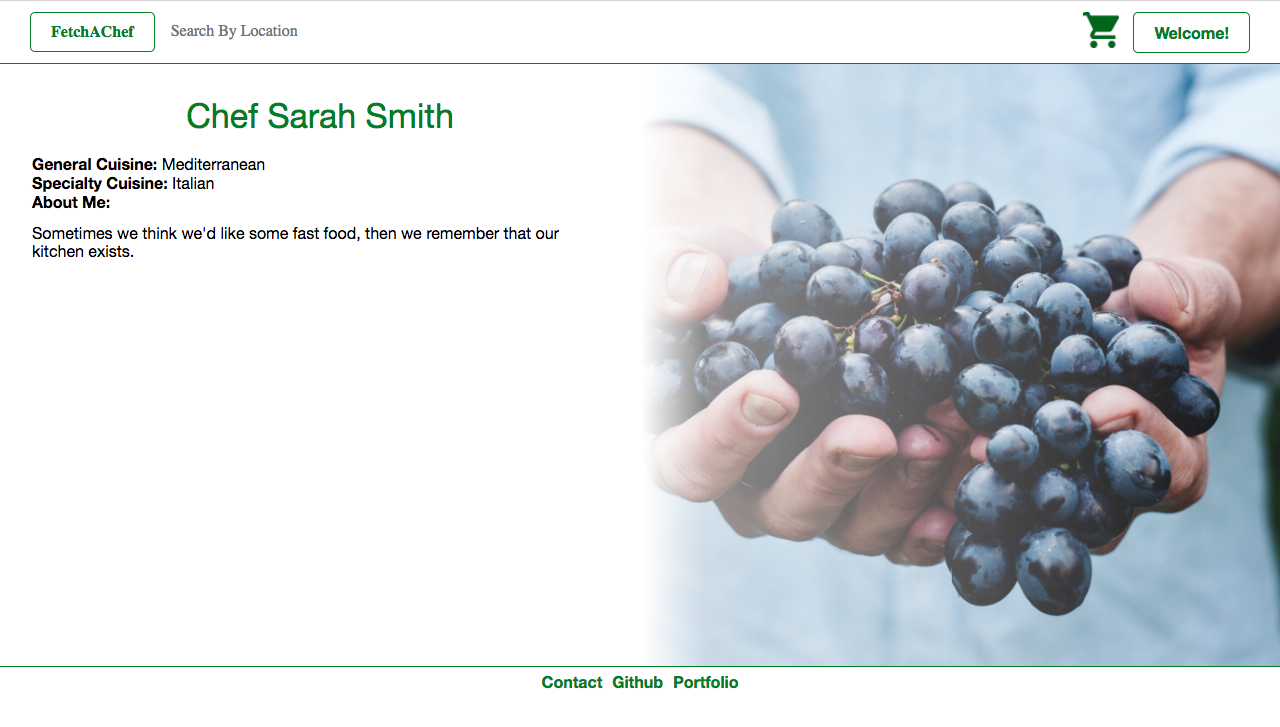 FetchAChef Search By Location Welcome!
Chef Sarah Smith
General Cuisine: Mediterranean
Specialty Cuisine: Italian
About Me:
Sometimes we think we'd like some fast food, then we remember that our
kitchen exists.
Contact Github Portfolio